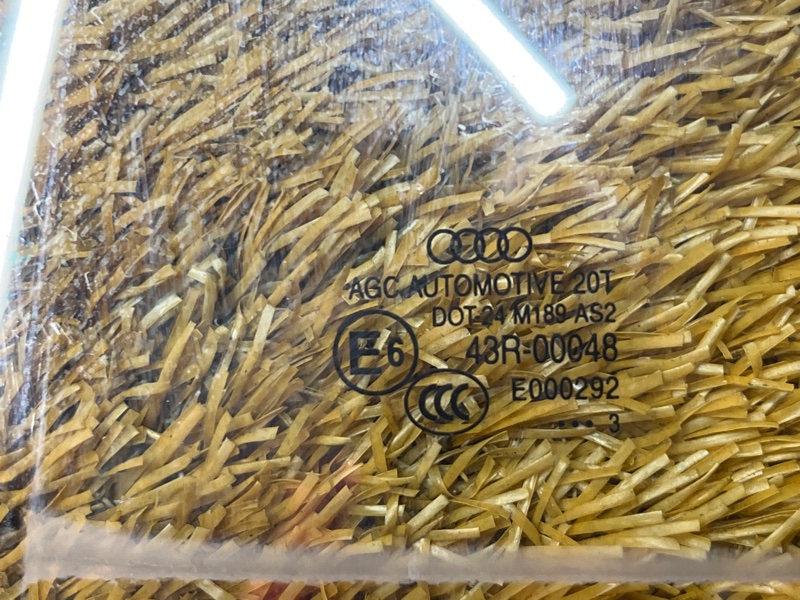 AGC AUTOMOTIVE 20T
DOT-24 M189 AS2
E6 43R-00048
CCC E000292
... 3